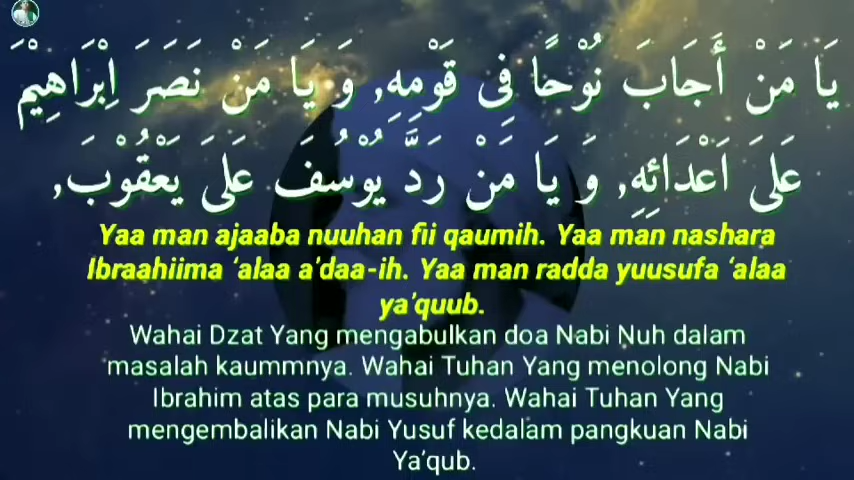 يَا مَنْ أَجَابَ نُوْحًا فِى قَوْمِهِ, وَ يَا مَنْ نَصَرَ اِبْرَاهِيْمَ
عَلىَ اَعْدَائِهِ, وَ يَا مَنْ رَدَّ يُوْسُفَ عَلىَ يَعْقُوْبَ,
Yaa man ajaaba nuuhan fii qaumih. Yaa man nashara
Ibraahiima ‘alaa a’daa-ih. Yaa man radda yuusufa ‘alaa
ya’quub.
Wahai Dzat Yang mengabulkan doa Nabi Nuh dalam
masalah kaummnya. Wahai Tuhan Yang menolong Nabi
Ibrahim atas para musuhnya. Wahai Tuhan Yang
mengembalikan Nabi Yusuf kedalam pangkuan Nabi
Ya’qub.